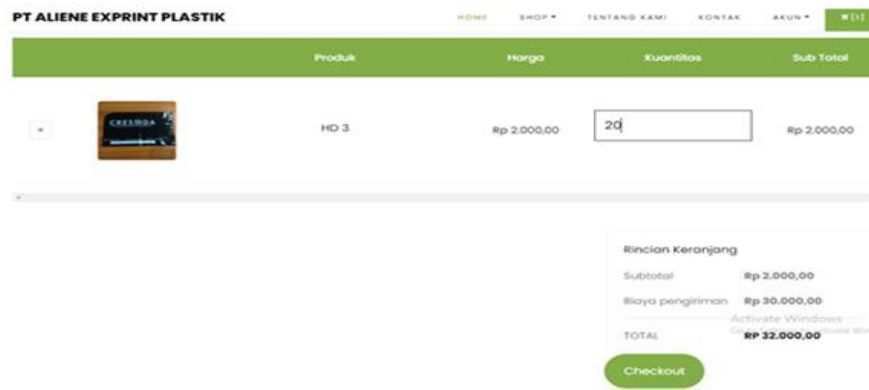 PT ALIENE EXPRINT PLASTIK HOME SHOP TENTANG KAMI KONTAK AKUN [1]
Produk Harga Kuantitas Sub Total
× CRESSIDA HD 3 Rp 2.000,00 20 Rp 2.000,00
Rincian Keranjang
Subtotal Rp 2.000,00
Biaya pengiriman Rp 30.000,00
Activate Windows
TOTAL RP 32.000,00
Checkout